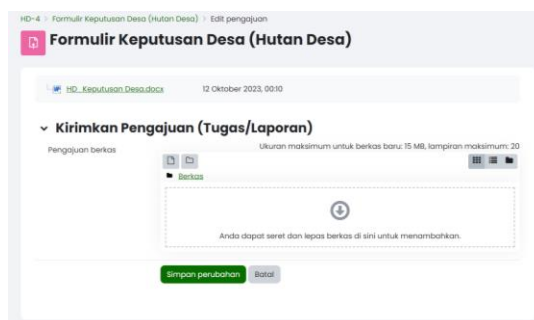 HD-4 > Formulir Keputusan Desa (Hutan Desa) > Edit pengajuan
Formulir Keputusan Desa (Hutan Desa)
HD_Keputusan Desa.docx 12 Oktober 2023, 00:10
Kirimkan Pengajuan (Tugas/Laporan)
Pengajuan berkas
Ukuran maksimum untuk berkas baru: 15 MB, lampiran maksimum: 20
Berkas
Anda dapat seret dan lepas berkas di sini untuk menambahkan.
Simpan perubahan Batal